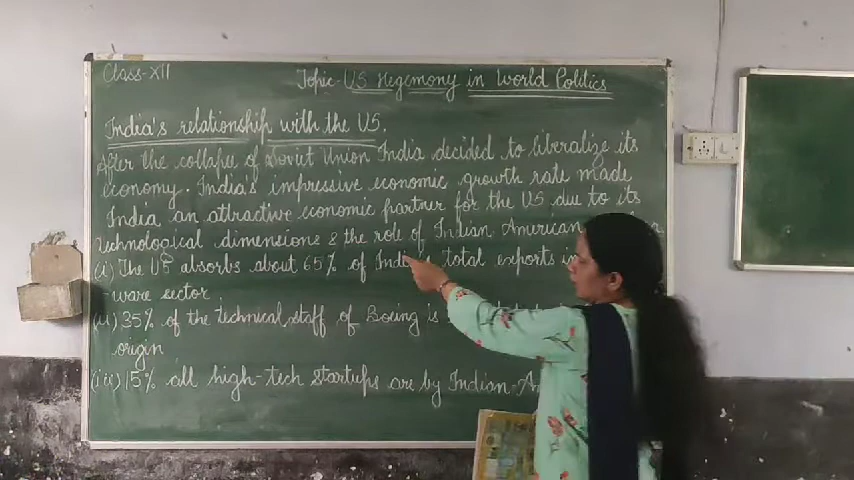 Class-XII
Topic-US Hegemony in World Politics
India's relationship with the US.
After the collapse of Soviet Union India decided to liberalize its
economy. India's impressive economic growth rate made
India an attractive economic partner for the US due to its
technological dimensions & the role of Indian American
(i) The US absorbs about 65% of India's total exports in
ware sector
(ii) 35% of the technical staff of Boeing is
origin
(iii) 15% all high-tech startups are by Indian-A